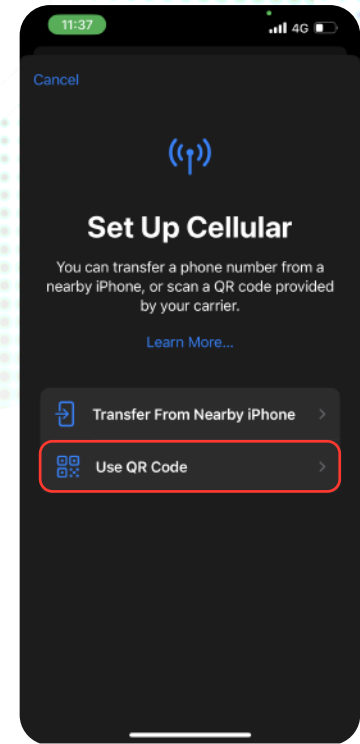 11:37
4G
Cancel
Set Up Cellular
You can transfer a phone number from a
nearby iPhone, or scan a QR code provided
by your carrier.
Learn More...
Transfer From Nearby iPhone
Use QR Code